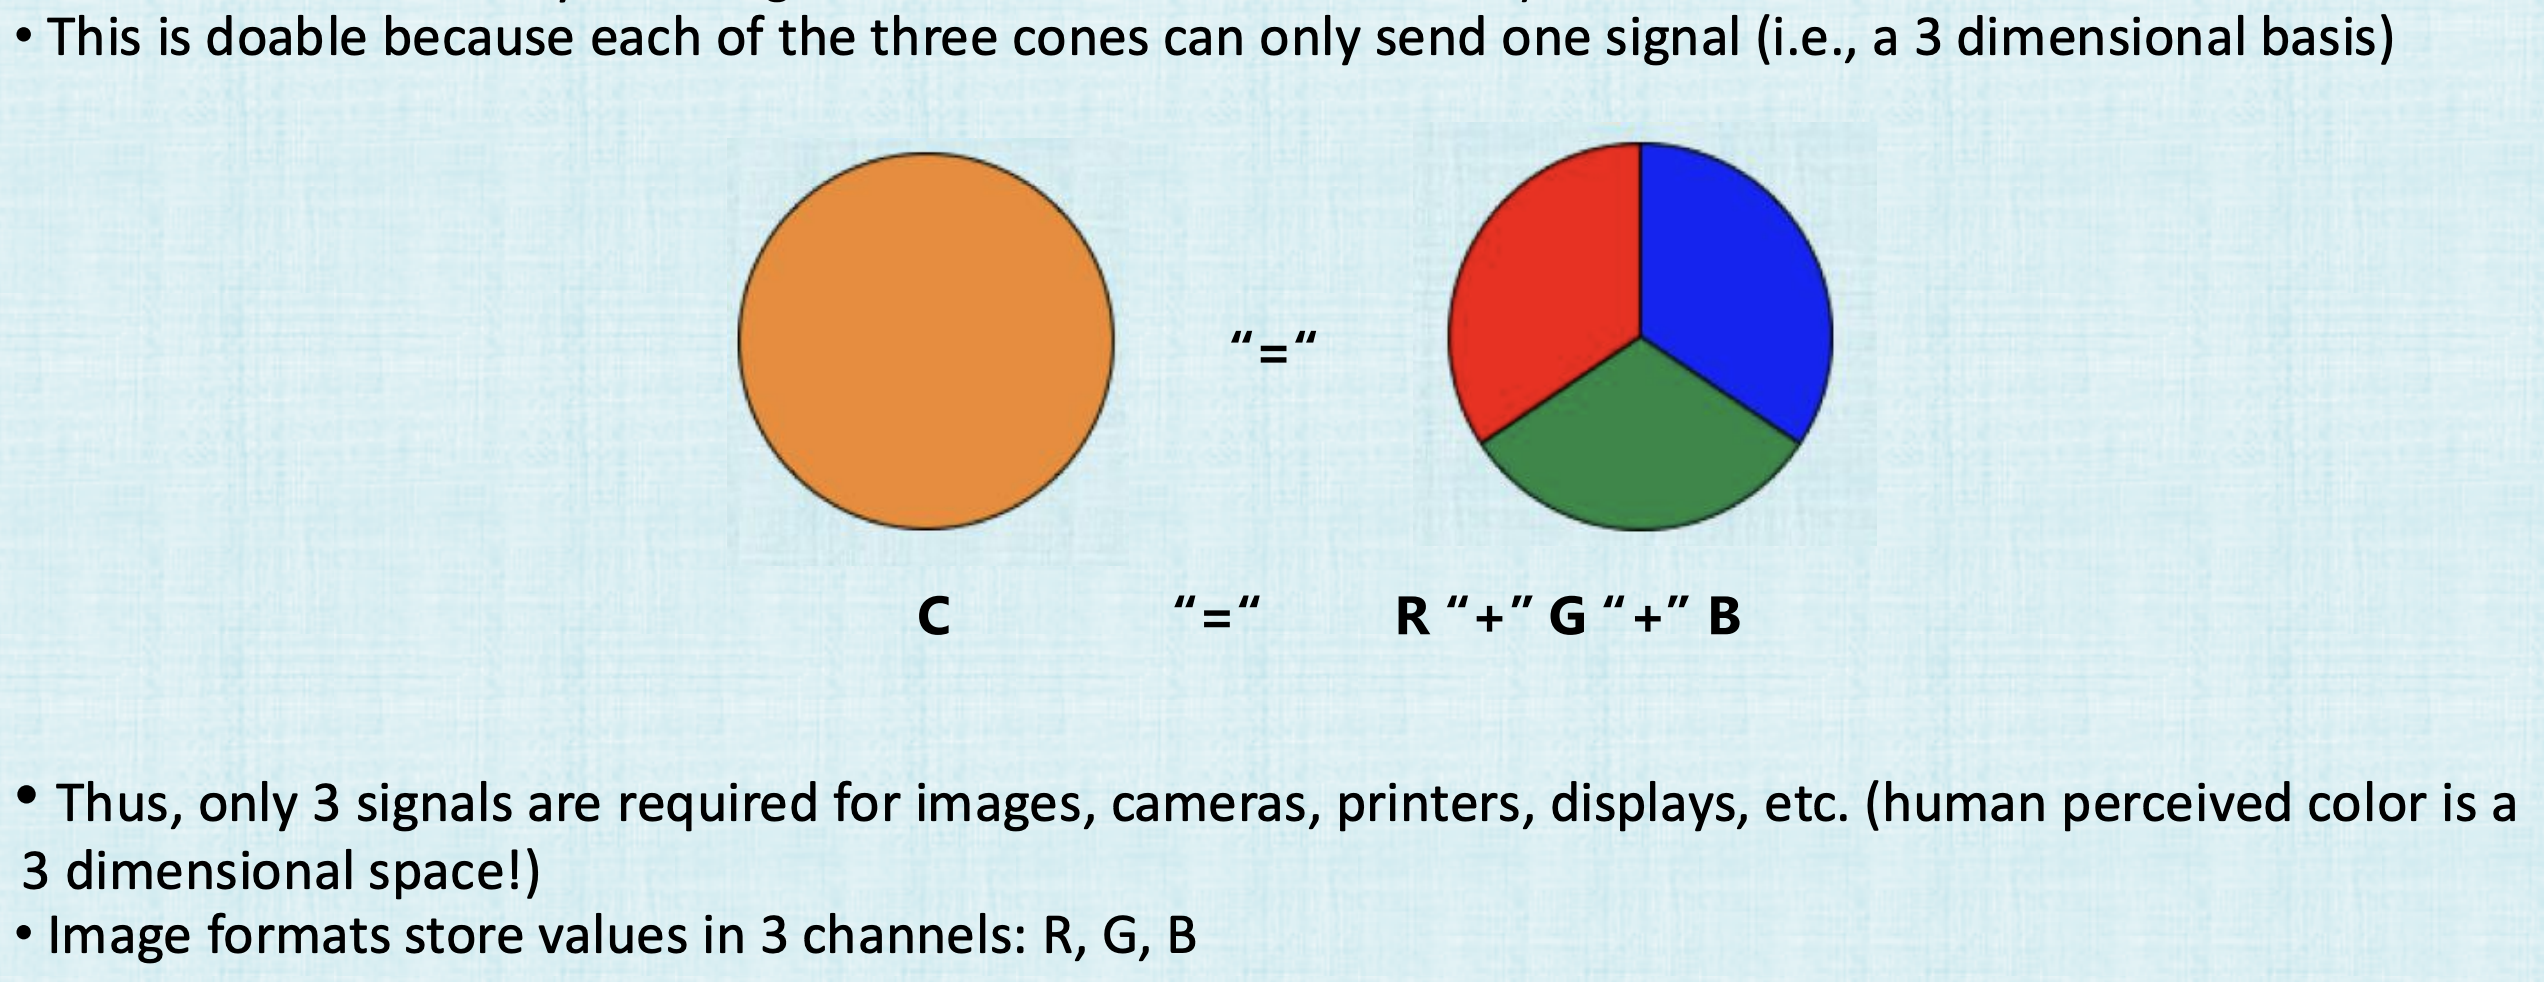 • This is doable because each of the three cones can only send one signal (i.e., a 3 dimensional basis)
“=“
C “=“ R “+” G “+” B
• Thus, only 3 signals are required for images, cameras, printers, displays, etc. (human perceived color is a
3 dimensional space!)
• Image formats store values in 3 channels: R, G, B